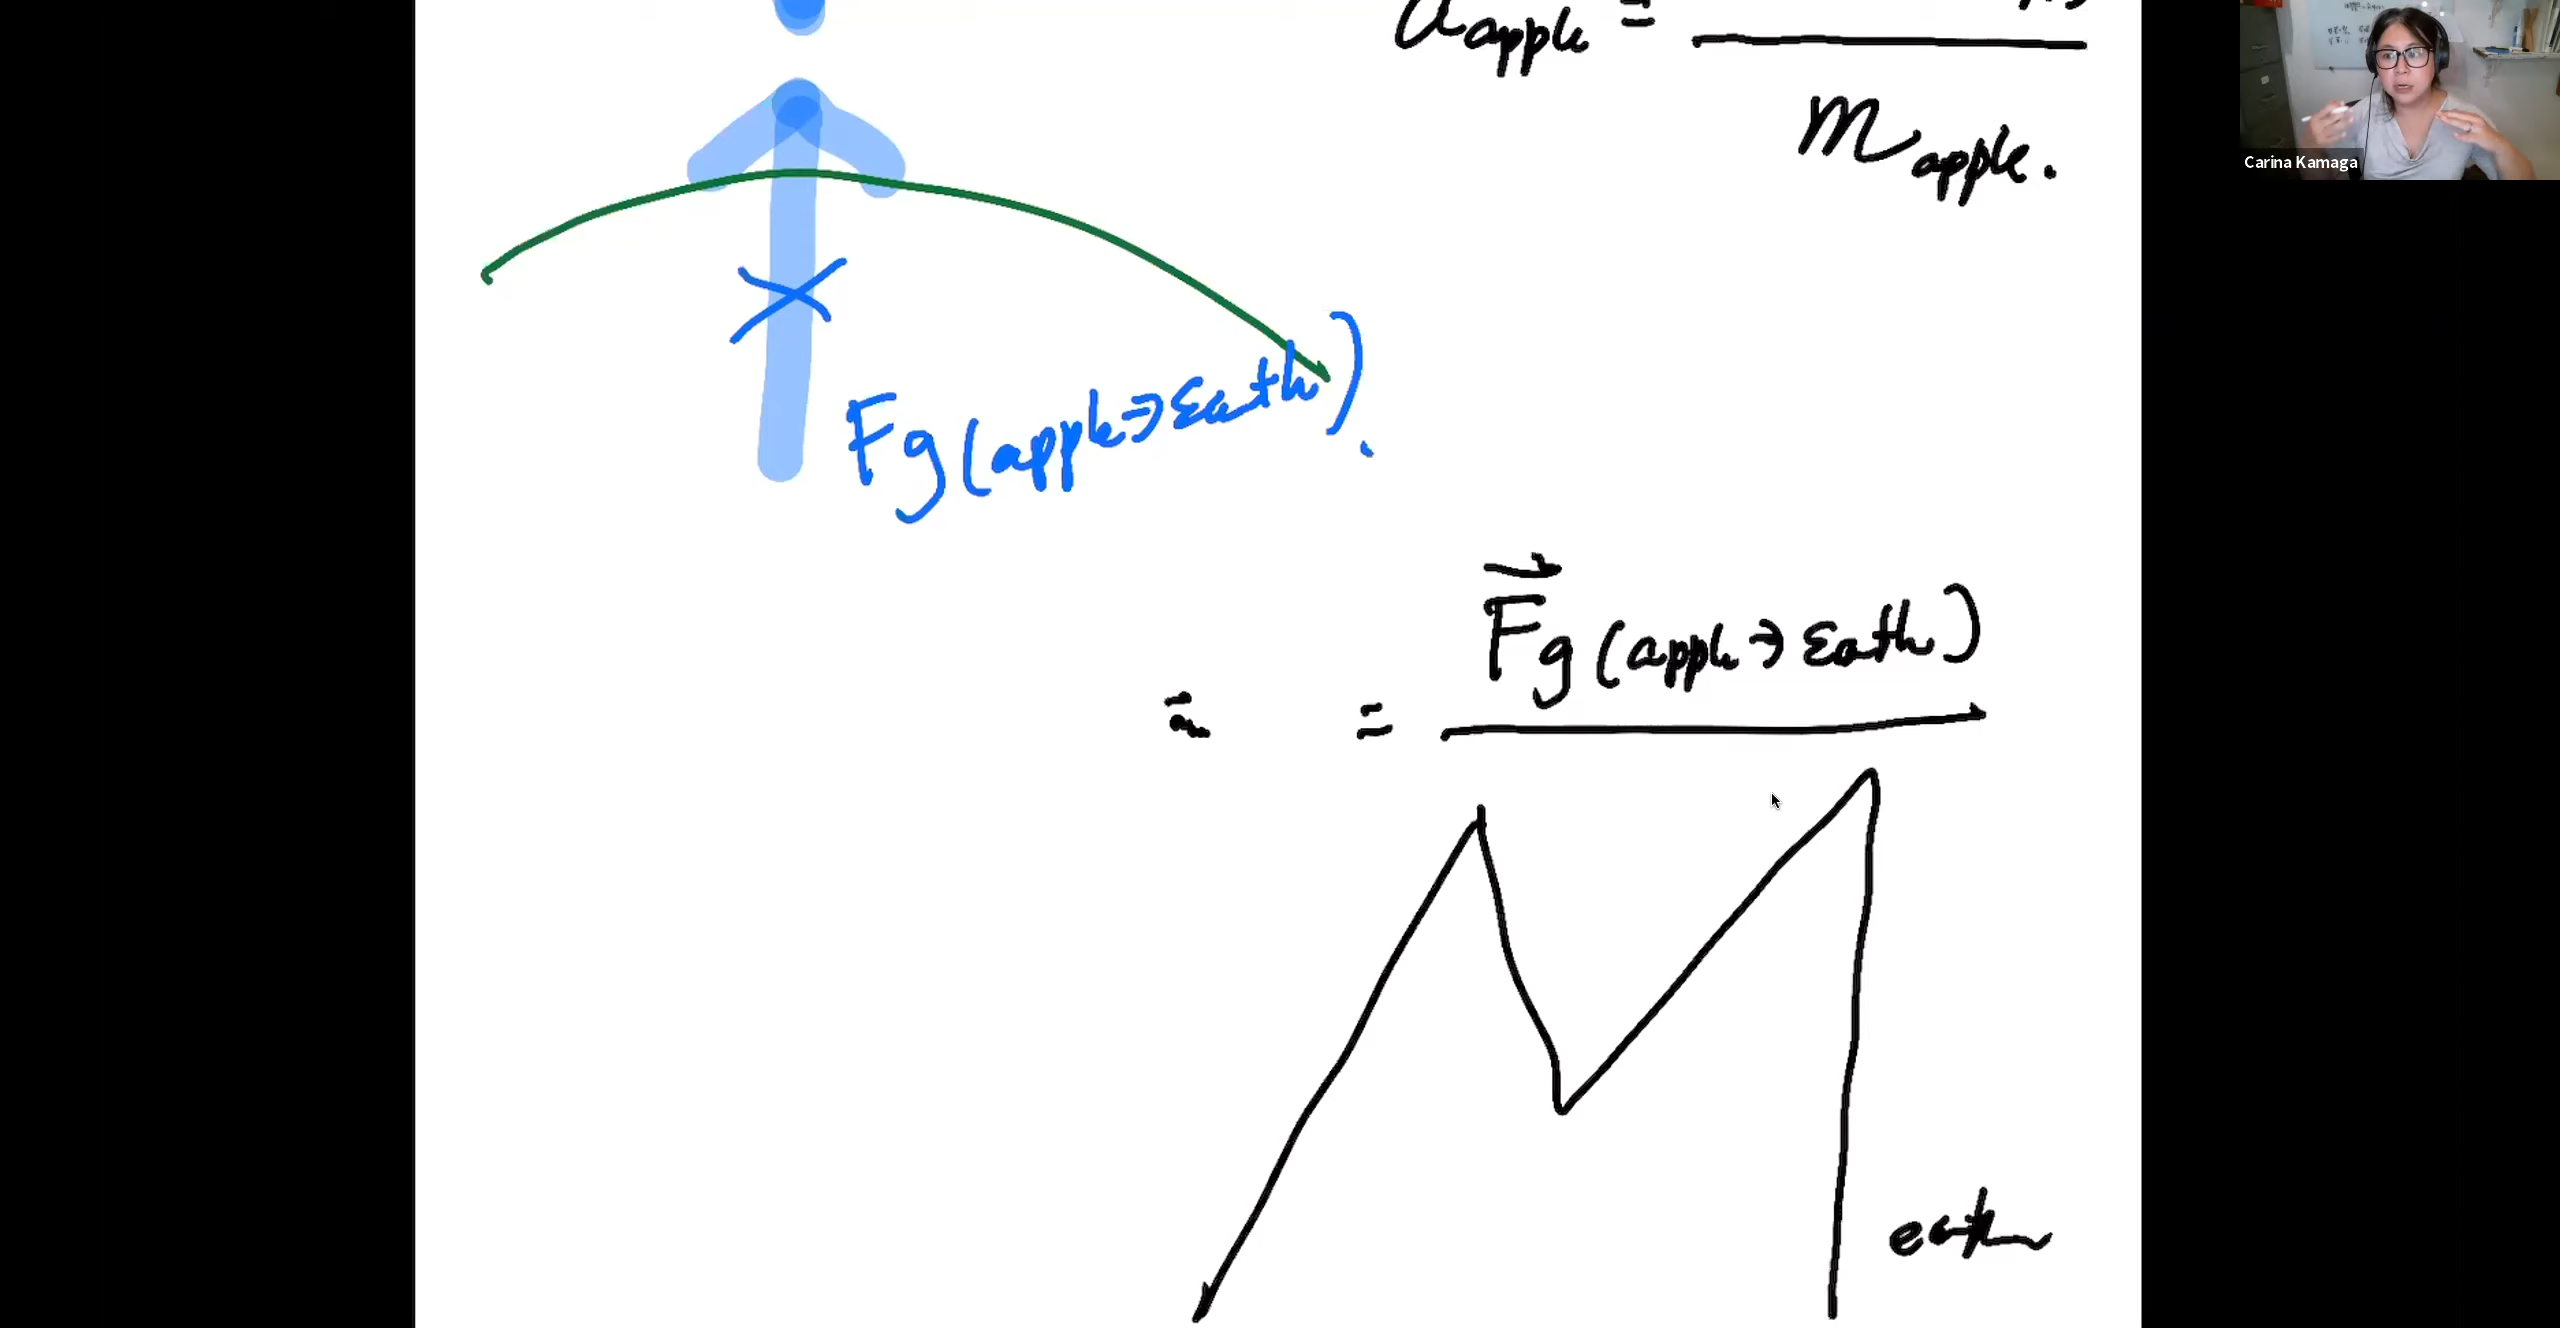 a apple =
m apple.
Carina Kamaga
Fg (apple → Earth).
F⃗g (apple → Earth)
a⃗ =
M earth